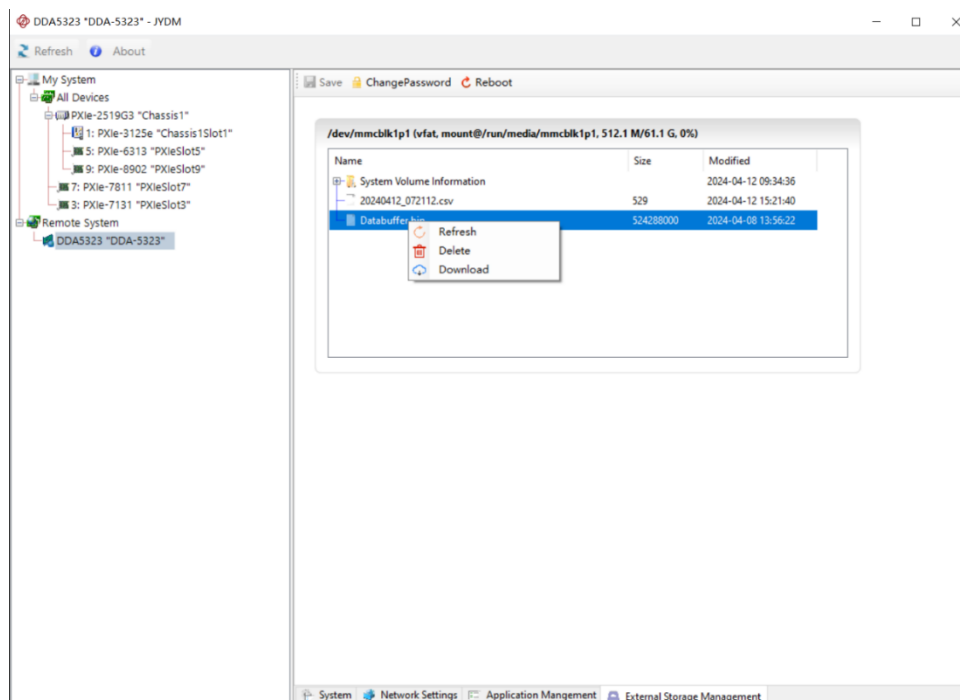 DDA5323 "DDA-5323" - JYDM
Refresh About
My System
All Devices
PXIe-2519G3 "Chassis1"
1: PXIe-3125e "Chassis1Slot1"
5: PXIe-6313 "PXIeSlot5"
9: PXIe-8902 "PXIeSlot9"
7: PXIe-7811 "PXIeSlot7"
3: PXIe-7131 "PXIeSlot3"
Remote System
DDA5323 "DDA-5323"
Save ChangePassword Reboot
/dev/mmcblk1p1 (vfat, mount@/run/media/mmcblk1p1, 512.1 M/61.1 G, 0%)
Name Size Modified
System Volume Information 2024-04-12 09:34:36
20240412_072112.csv 529 2024-04-12 15:21:40
Databuffer.bin 524288000 2024-04-08 13:56:22
Refresh
Delete
Download
System Network Settings Application Mangement External Storage Management